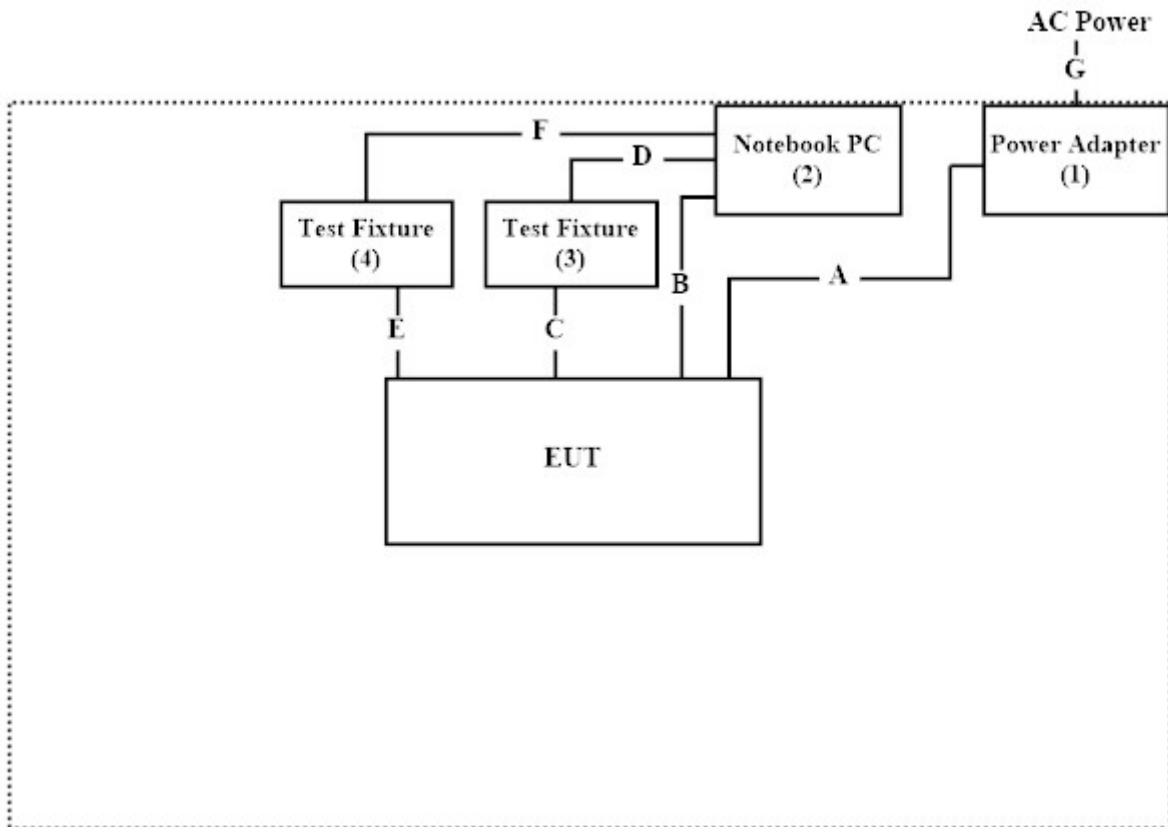 AC Power
G
F
D
Notebook PC
(2)
Power Adapter
(1)
Test Fixture
(4)
Test Fixture
(3)
B
A
E
C
EUT